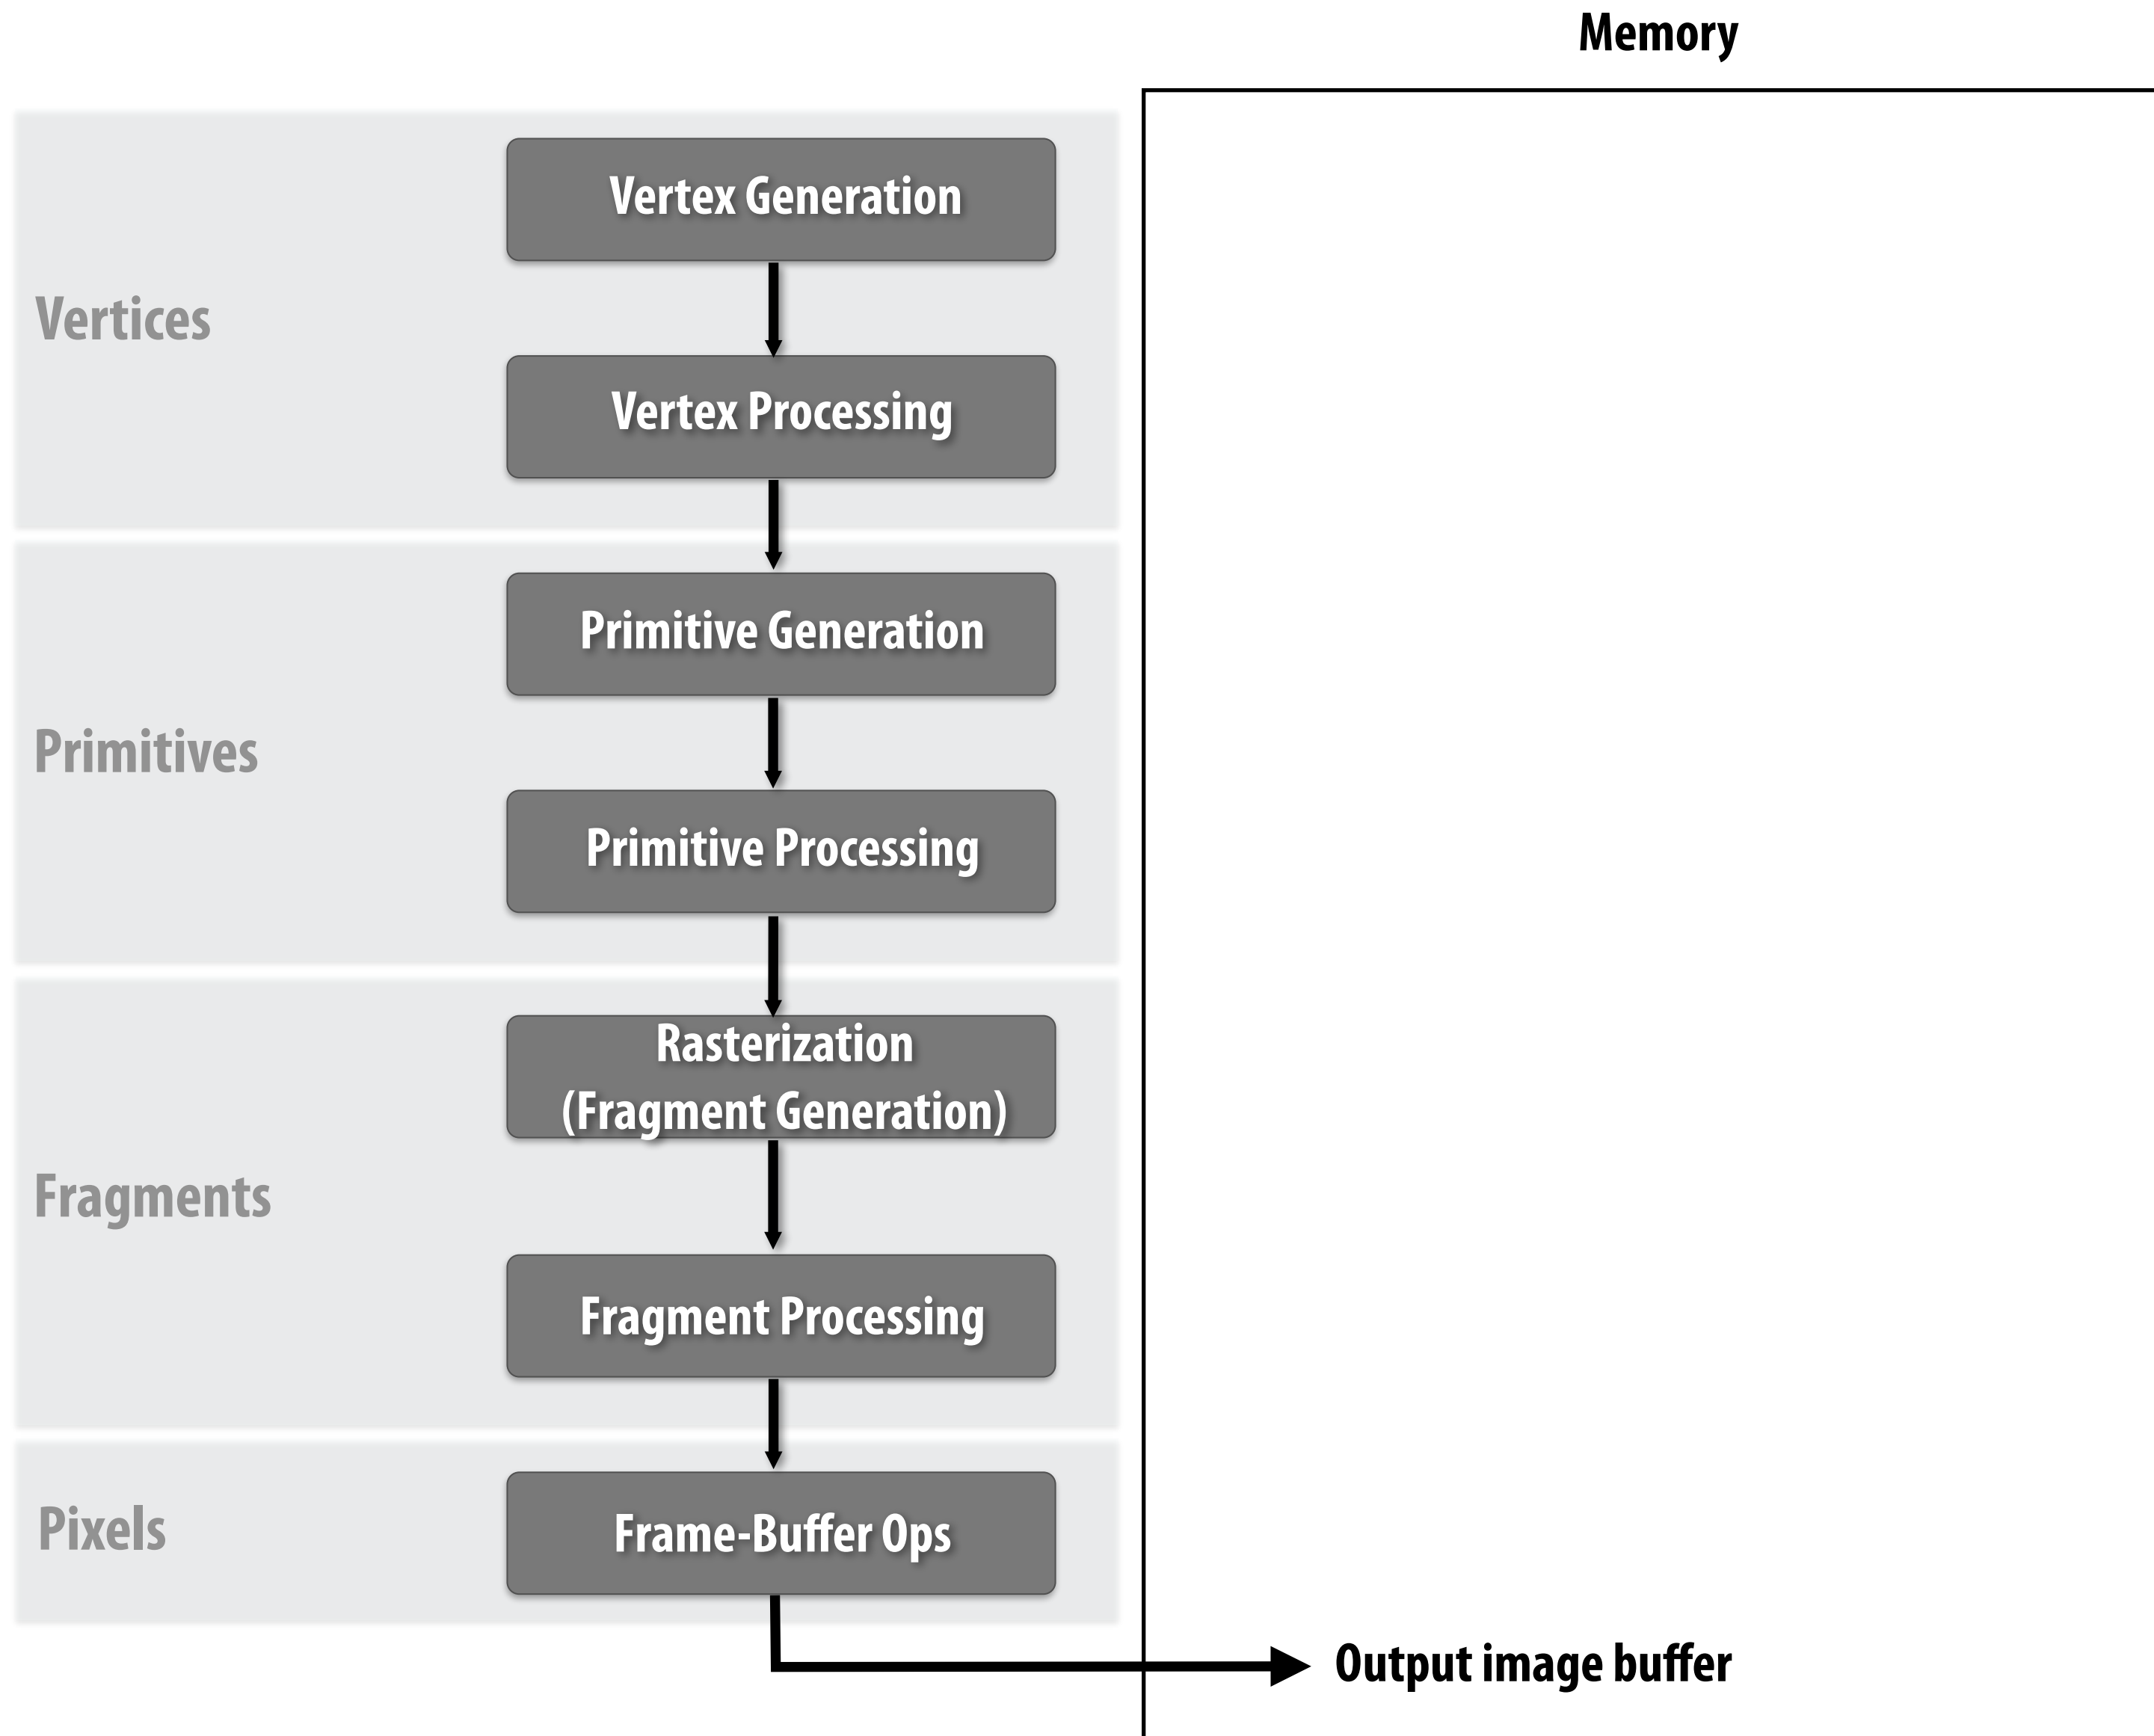 Memory
Vertices
Vertex Generation
Vertex Processing
Primitives
Primitive Generation
Primitive Processing
Fragments
Rasterization
(Fragment Generation)
Fragment Processing
Pixels
Frame-Buffer Ops
Output image buffer